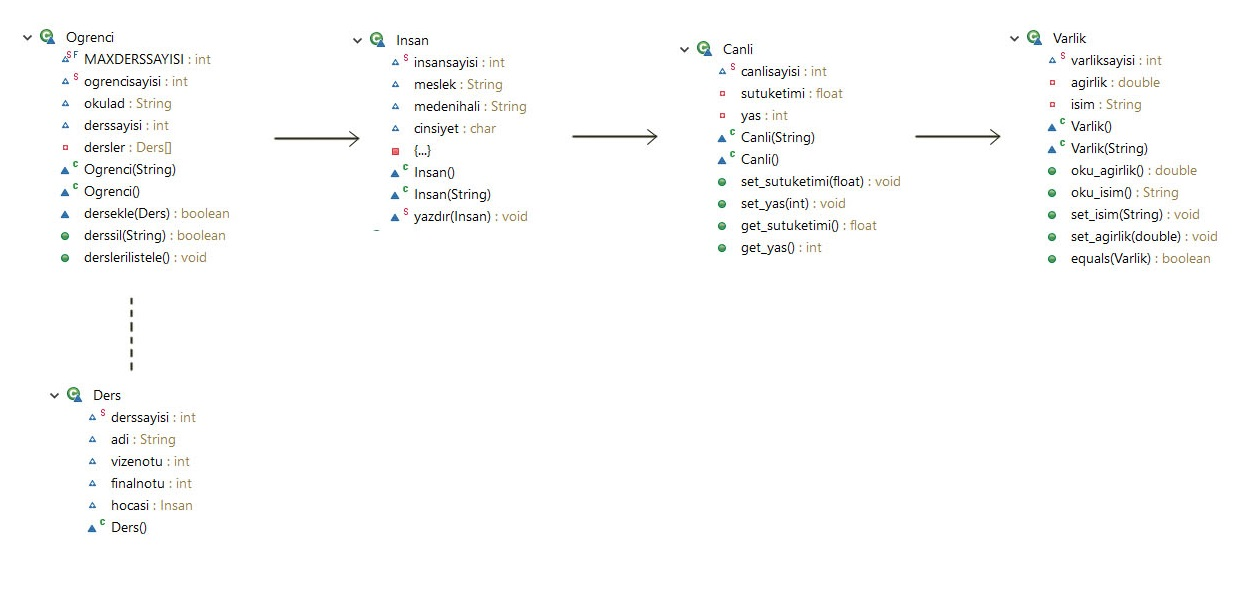 Ogrenci
MAXDERSSAYISI : int
ogrencisayisi : int
okulad : String
derssayisi : int
dersler : Ders[]
Ogrenci(String)
Ogrenci()
dersekle(Ders) : boolean
derssil(String) : boolean
derslerilistele() : void
Insan
insansayisi : int
meslek : String
medenihali : String
cinsiyet : char
{...}
Insan()
Insan(String)
yazdır(Insan) : void
Canli
canlisayisi : int
sutuketimi : float
yas : int
Canli(String)
Canli()
set_sutuketimi(float) : void
set_yas(int) : void
get_sutuketimi() : float
get_yas() : int
Varlik
varliksayisi : int
agirlik : double
isim : String
Varlik()
Varlik(String)
oku_agirlik() : double
oku_isim() : String
set_isim(String) : void
set_agirlik(double) : void
equals(Varlik) : boolean
Ders
derssayisi : int
adi : String
vizenotu : int
finalnotu : int
hocasi : Insan
Ders()